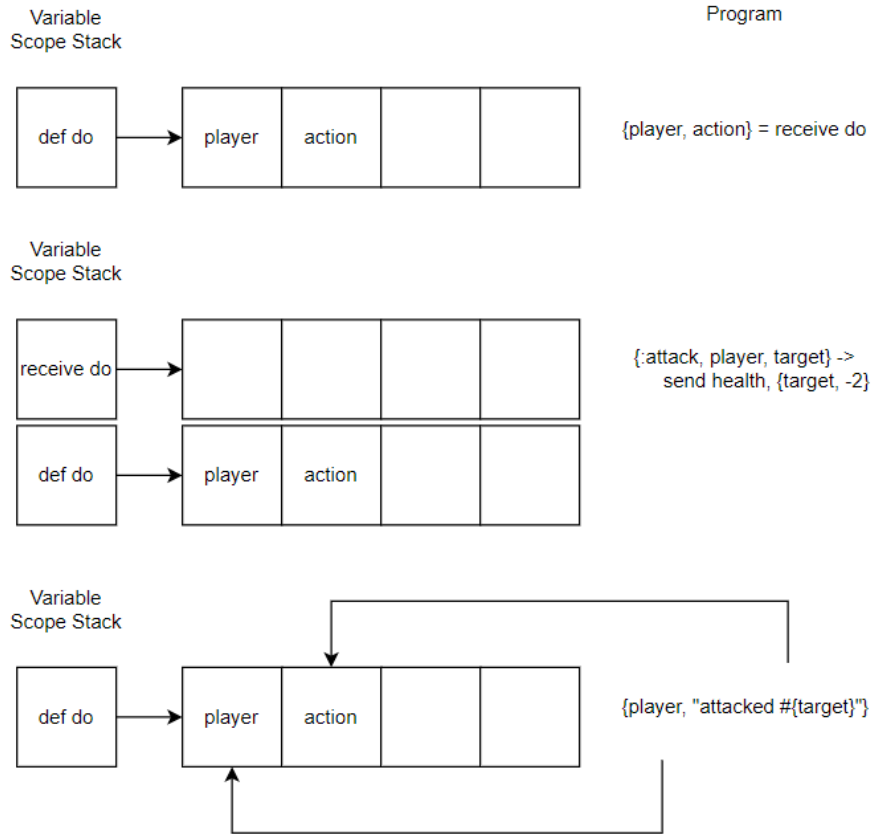 Variable
Scope Stack
Program
def do
player
action
{player, action} = receive do
Variable
Scope Stack
receive do
{:attack, player, target} ->
send health, {target, -2}
def do
player
action
Variable
Scope Stack
def do
player
action
{player, "attacked #{target}"}